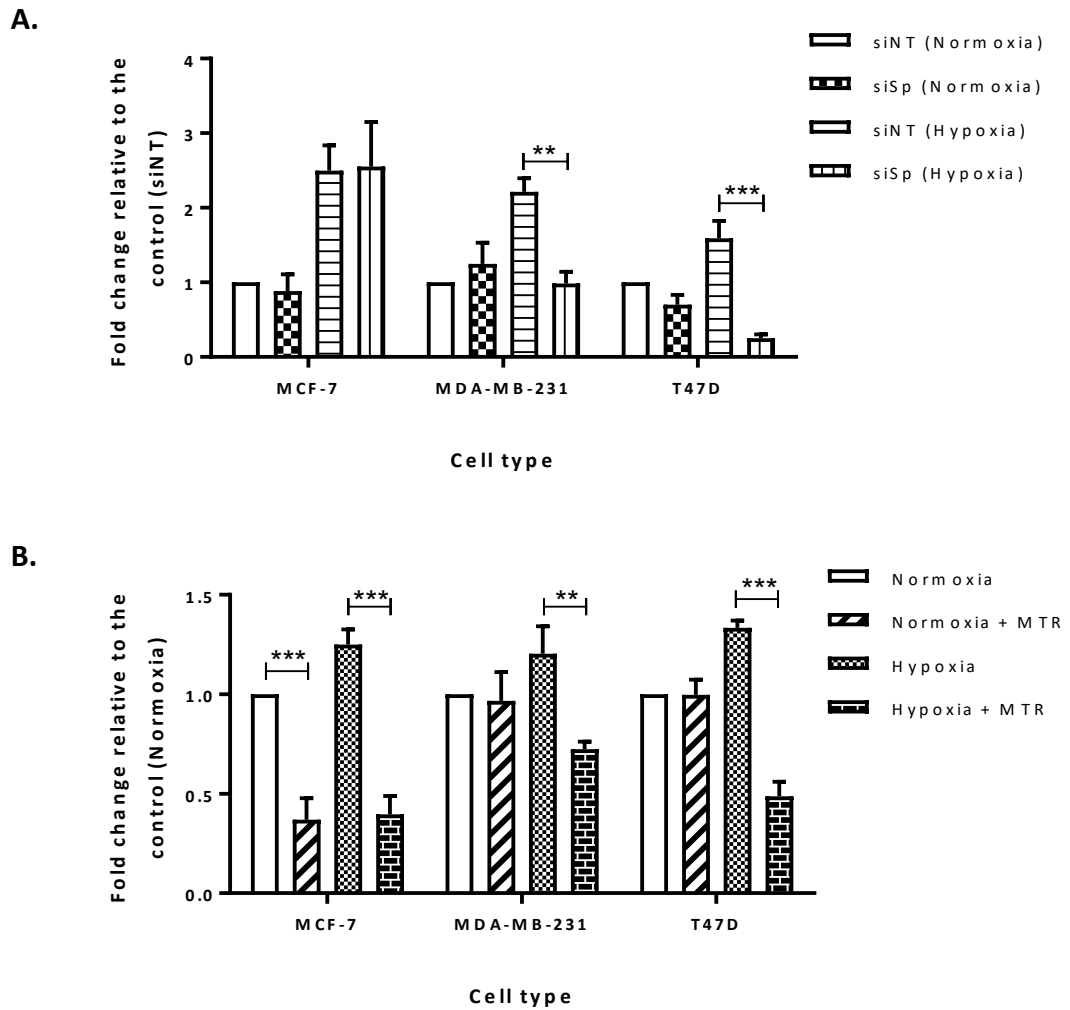 A.
Fold change relative to the
control (siNT)
4
3
2
1
0
**
***
MCF-7
MDA-MB-231
T47D
Cell type
siNT (Normoxia)
siSp (Normoxia)
siNT (Hypoxia)
siSp (Hypoxia)
B.
Fold change relative to the
control (Normoxia)
1.5
1.0
0.5
0.0
***
***
**
***
MCF-7
MDA-MB-231
T47D
Cell type
Normoxia
Normoxia + MTR
Hypoxia
Hypoxia + MTR